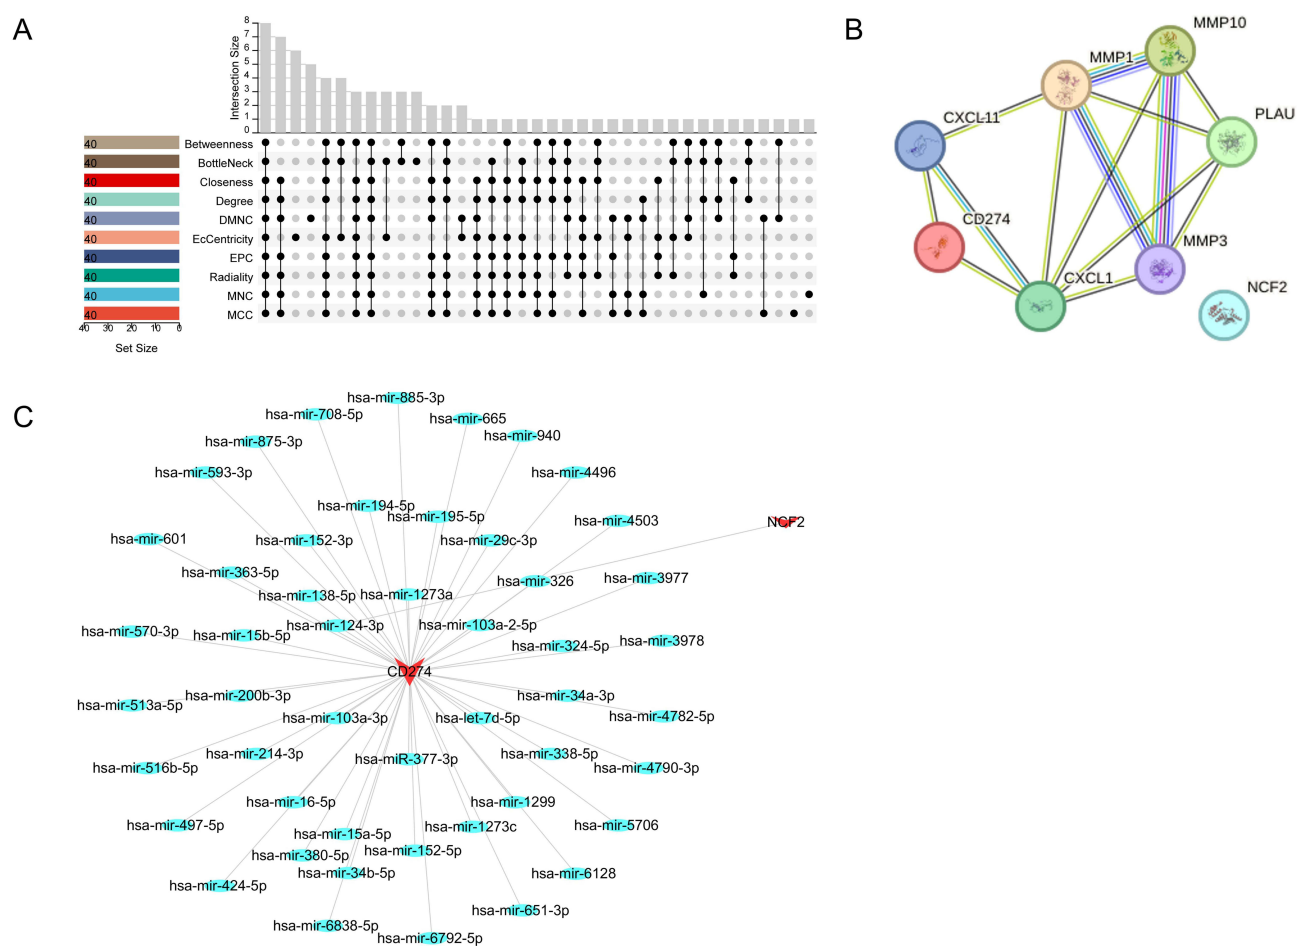 A
Intersection Size
8
7
6
5
4
3
2
1
0
40 Betweenness
40 BottleNeck
40 Closeness
40 Degree
40 DMNC
40 EcCentricity
40 EPC
40 Radiality
40 MNC
40 MCC
40 30 20 10 0
Set Size
B
MMP10
MMP1
PLAU
CXCL11
CD274
MMP3
CXCL1
NCF2
C
hsa-mir-885-3p
hsa-mir-708-5p
hsa-mir-665
hsa-mir-940
hsa-mir-875-3p
hsa-mir-593-3p
hsa-mir-4496
hsa-mir-194-5p
hsa-mir-195-5p
hsa-mir-4503
NCF2
hsa-mir-601
hsa-mir-152-3p
hsa-mir-29c-3p
hsa-mir-363-5p
hsa-mir-326
hsa-mir-3977
hsa-mir-138-5p
hsa-mir-1273a
hsa-mir-570-3p
hsa-mir-15b-5p
hsa-mir-124-3p
hsa-mir-103a-2-5p
hsa-mir-324-5p
hsa-mir-3978
CD274
hsa-mir-513a-5p
hsa-mir-200b-3p
hsa-mir-34a-3p
hsa-mir-103a-3p
hsa-let-7d-5p
hsa-mir-4782-5p
hsa-mir-214-3p
hsa-miR-377-3p
hsa-mir-338-5p
hsa-mir-516b-5p
hsa-mir-4790-3p
hsa-mir-16-5p
hsa-mir-1299
hsa-mir-497-5p
hsa-mir-15a-5p
hsa-mir-1273c
hsa-mir-5706
hsa-mir-380-5p
hsa-mir-152-5p
hsa-mir-34b-5p
hsa-mir-6128
hsa-mir-424-5p
hsa-mir-651-3p
hsa-mir-6838-5p
hsa-mir-6792-5p